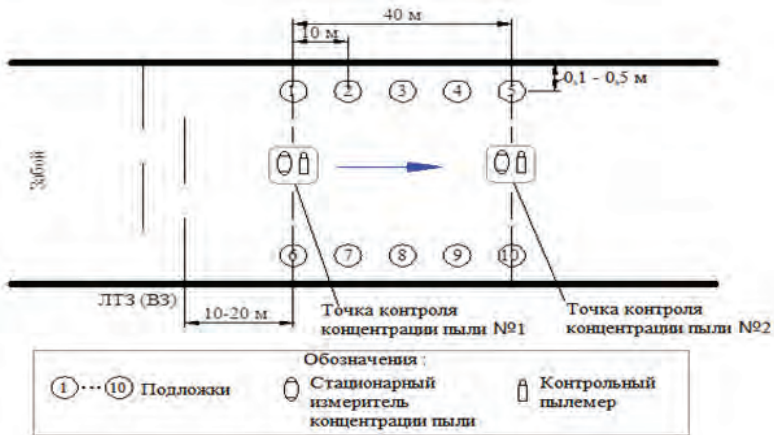 40 м
10 м
0,1 - 0,5 м
1 2 3 4 5
Забой
6 7 8 9 10
ЛТЗ (ВЗ)
10-20 м
Точка контроля
концентрации пыли №1
Точка контроля
концентрации пыли №2
Обозначения :
1 10 Подложки
Стационарный
измеритель
концентрации пыли
Контрольный
пылемер